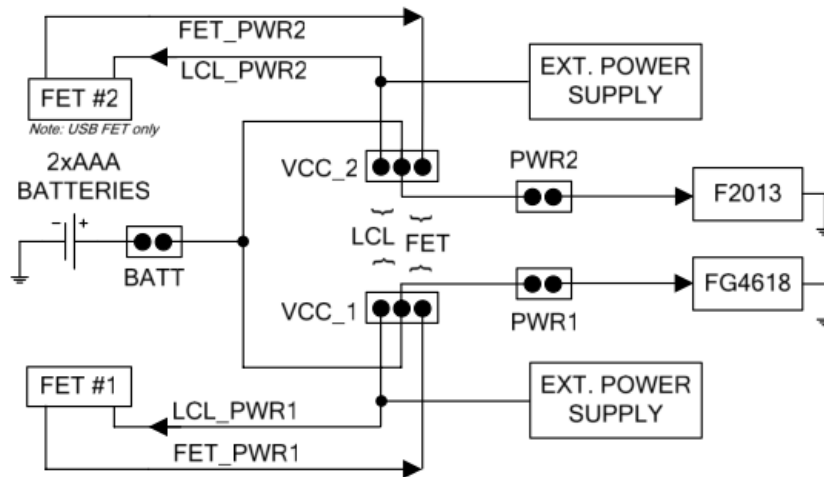 FET_PWR2
LCL_PWR2
EXT. POWER
SUPPLY
FET #2
Note: USB FET only
2xAAA
BATTERIES
VCC_2
PWR2
F2013
- +
BATT
LCL
FET
FG4618
VCC_1
PWR1
FET #1
LCL_PWR1
EXT. POWER
SUPPLY
FET_PWR1